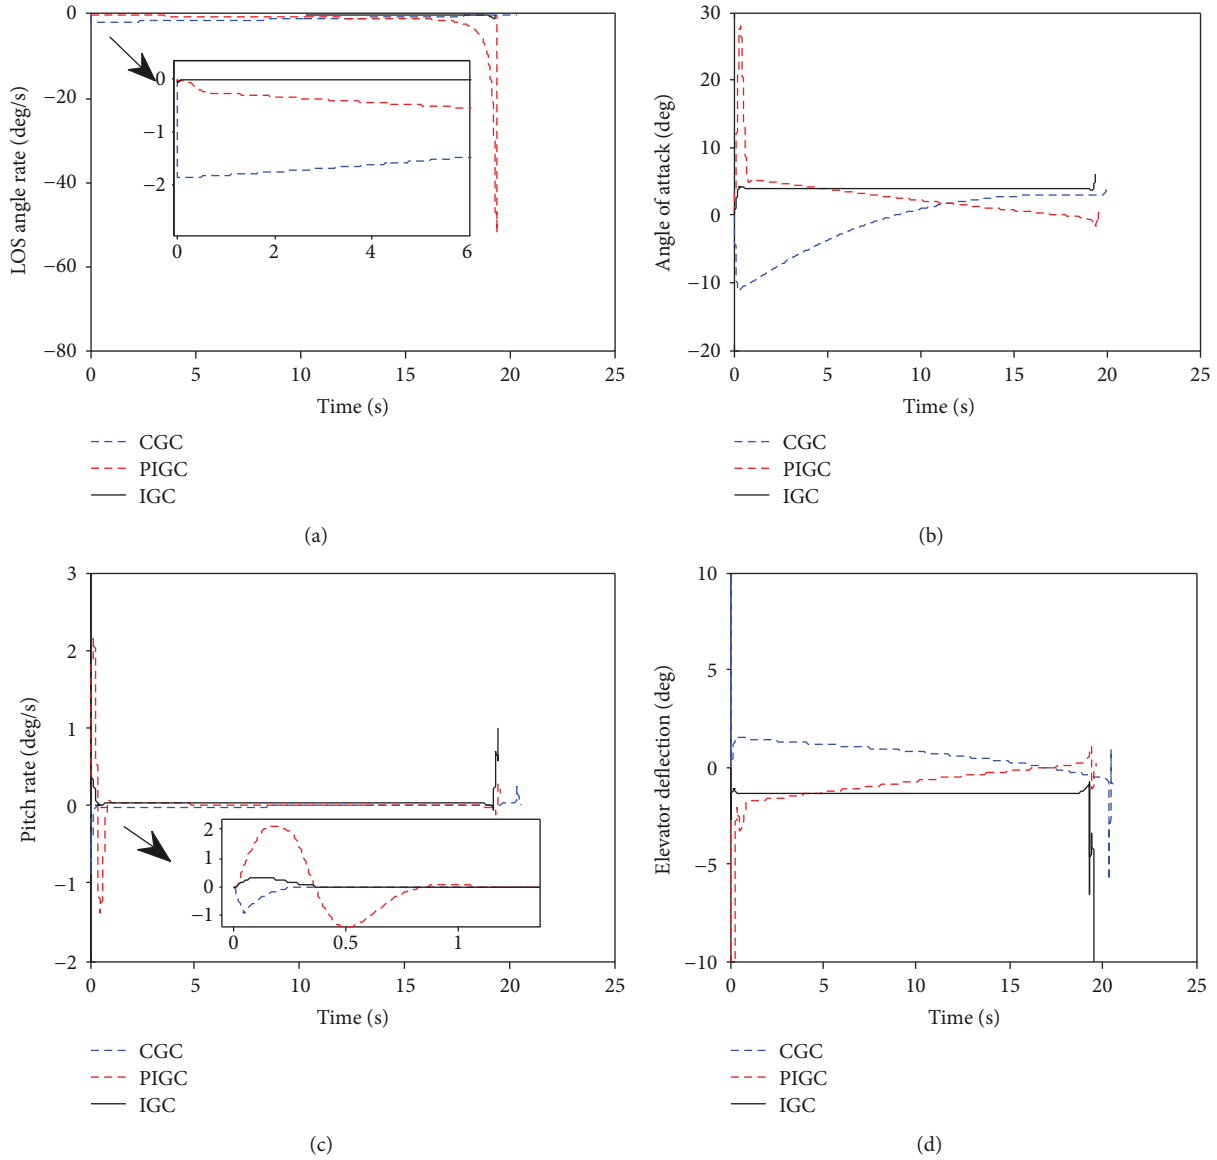 LOS angle rate (deg/s)
0
−20
−40
−60
−80
0
−1
−2
0 2 4 6
0 5 10 15 20 25
Time (s)
CGC
PIGC
IGC
(a)
Angle of attack (deg)
30
20
10
0
−10
−20
0 5 10 15 20 25
Time (s)
CGC
PIGC
IGC
(b)
Pitch rate (deg/s)
3
2
1
0
−1
−2
2
1
0
−1
0 0.5 1
0 5 10 15 20 25
Time (s)
CGC
PIGC
IGC
(c)
Elevator deflection (deg)
10
5
0
−5
−10
0 5 10 15 20 25
Time (s)
CGC
PIGC
IGC
(d)